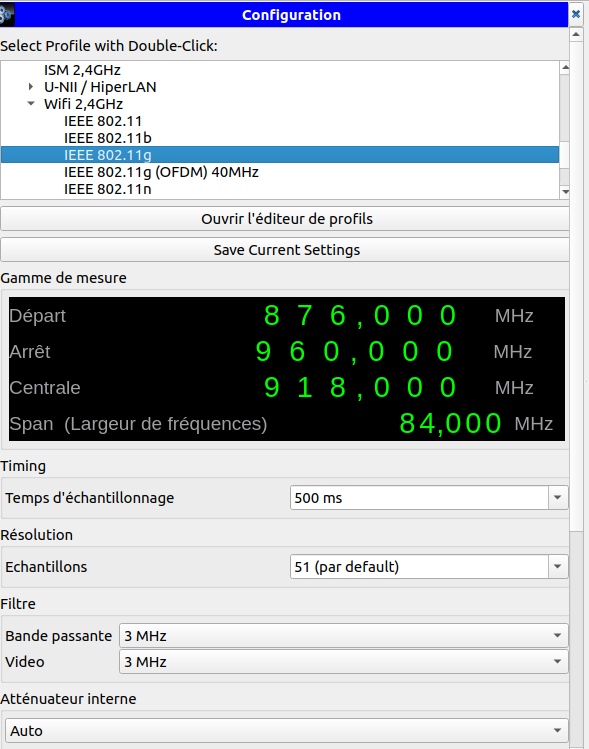 Configuration
Select Profile with Double-Click:
ISM 2,4GHz
U-NII / HiperLAN
Wifi 2,4GHz
IEEE 802.11
IEEE 802.11b
IEEE 802.11g
IEEE 802.11g (OFDM) 40MHz
IEEE 802.11n
Ouvrir l'éditeur de profils
Save Current Settings
Gamme de mesure
Départ 876,000 MHz
Arrêt 960,000 MHz
Centrale 918,000 MHz
Span (Largeur de fréquences) 84,000 MHz
Timing
Temps d'échantillonnage 500 ms
Résolution
Echantillons 51 (par default)
Filtre
Bande passante 3 MHz
Video 3 MHz
Atténuateur interne
Auto